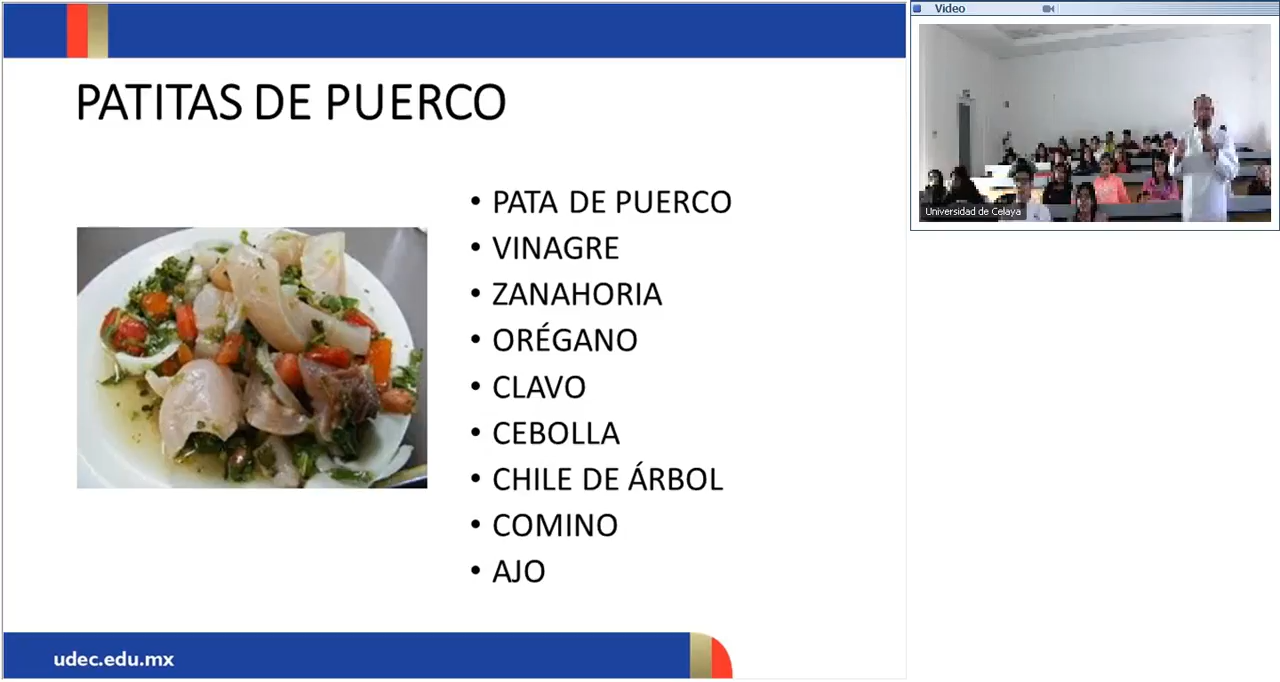 PATITAS DE PUERCO
• PATA DE PUERCO
• VINAGRE
• ZANAHORIA
• ORÉGANO
• CLAVO
• CEBOLLA
• CHILE DE ÁRBOL
• COMINO
• AJO
udec.edu.mx
Video
Universidad de Celaya